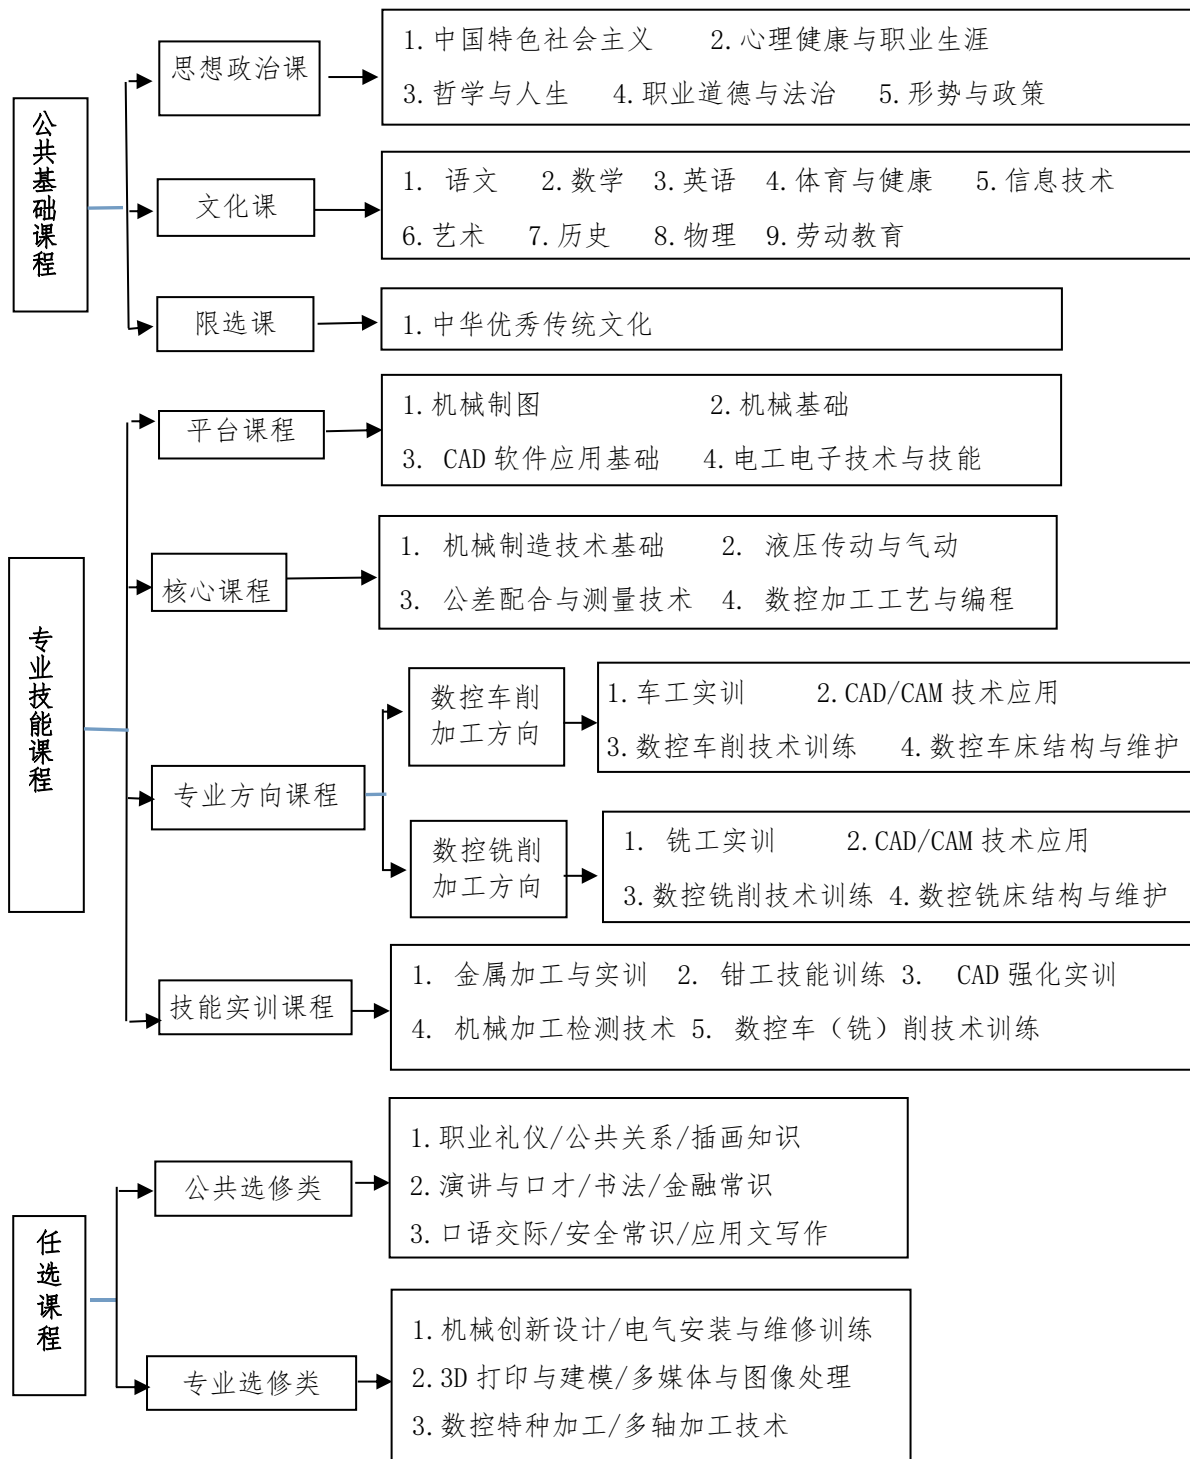 公共基础课程
思想政治课
1.中国特色社会主义 2.心理健康与职业生涯
3.哲学与人生 4.职业道德与法治 5.形势与政策
文化课
1. 语文 2.数学 3.英语 4.体育与健康 5.信息技术
6.艺术 7.历史 8.物理 9.劳动教育
限选课
1.中华优秀传统文化
专业技能课程
平台课程
1.机械制图 2.机械基础
3. CAD 软件应用基础 4.电工电子技术与技能
核心课程
1. 机械制造技术基础 2. 液压传动与气动
3. 公差配合与测量技术 4. 数控加工工艺与编程
专业方向课程
数控车削
加工方向
1.车工实训 2.CAD/CAM 技术应用
3.数控车削技术训练 4.数控车床结构与维护
数控铣削
加工方向
1. 铣工实训 2.CAD/CAM 技术应用
3.数控铣削技术训练 4.数控铣床结构与维护
技能实训课程
1. 金属加工与实训 2. 钳工技能训练 3. CAD 强化实训
4. 机械加工检测技术 5. 数控车（铣）削技术训练
任选课程
公共选修类
1.职业礼仪/公共关系/插画知识
2.演讲与口才/书法/金融常识
3.口语交际/安全常识/应用文写作
专业选修类
1.机械创新设计/电气安装与维修训练
2.3D 打印与建模/多媒体与图像处理
3.数控特种加工/多轴加工技术